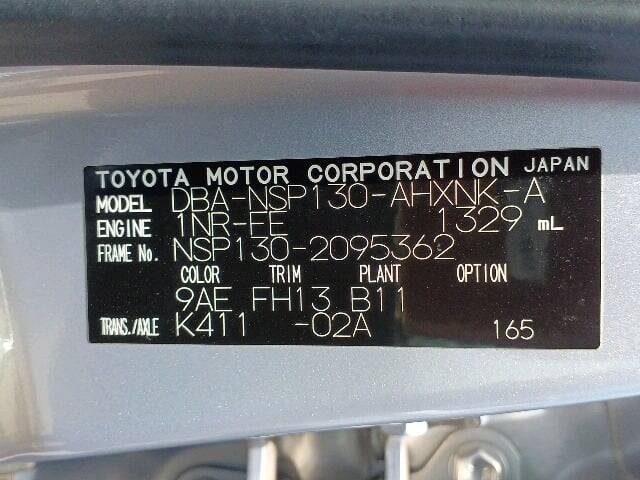 TOYOTA MOTOR CORPORATION JAPAN
MODEL DBA-NSP130-AHXNK-A
ENGINE 1NR-FE 1329 mL
FRAME No. NSP130-2095362
COLOR TRIM PLANT OPTION
9AE FH13 B11
TRANS./AXLE K411 -02A 165